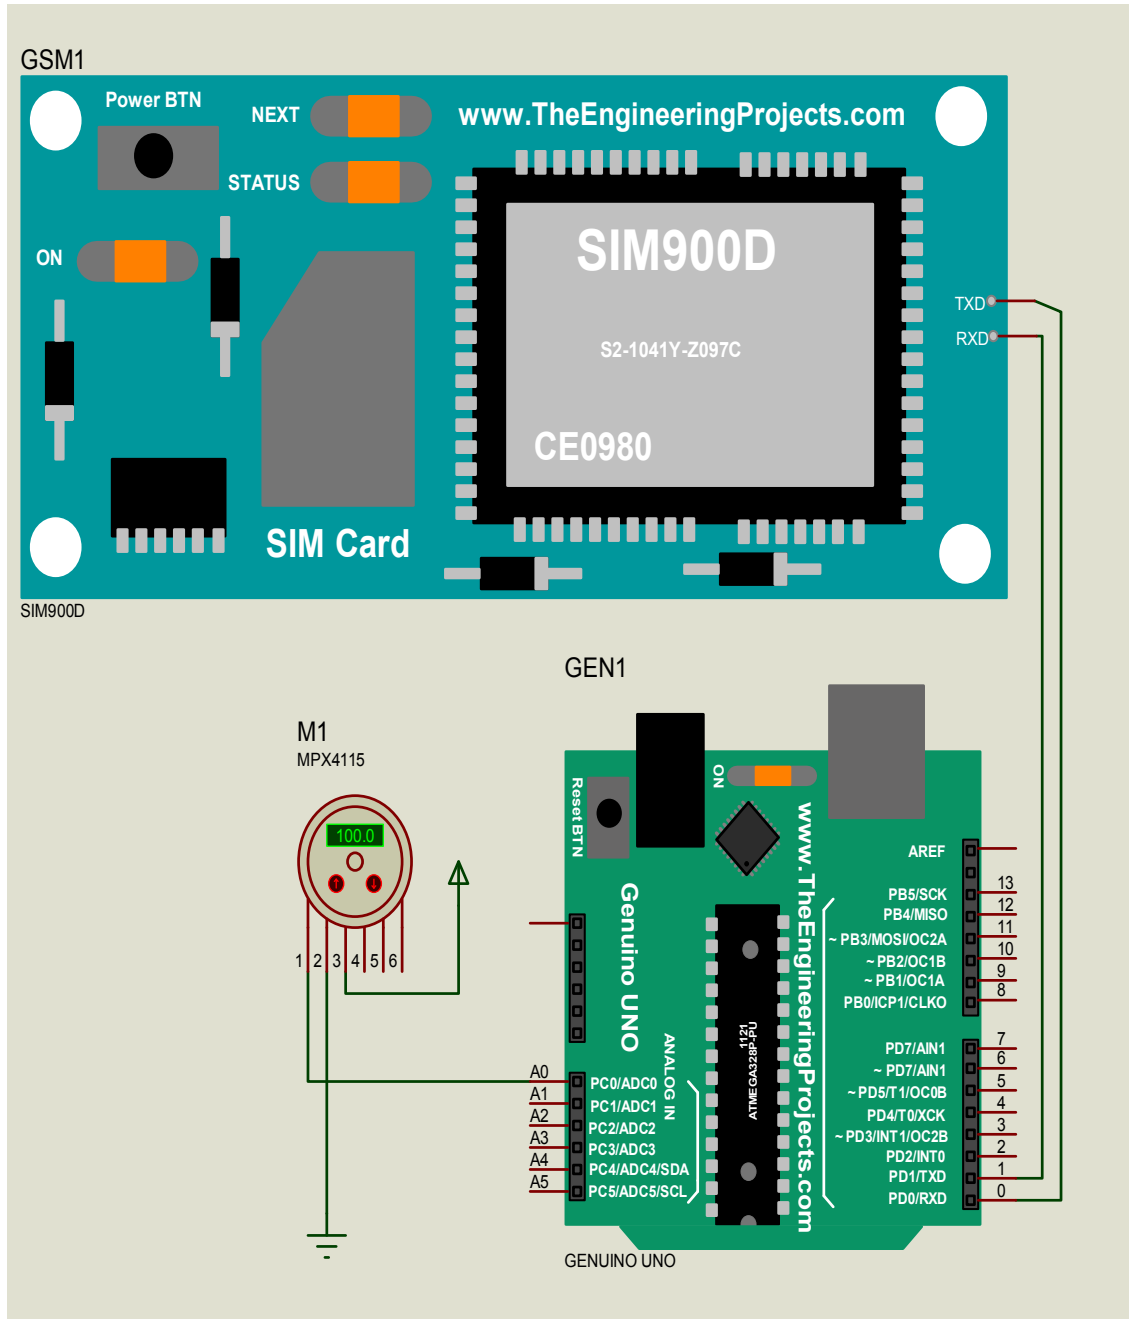 GSM1
Power BTN
NEXT
www.TheEngineeringProjects.com
STATUS
ON
SIM900D
TXD
RXD
S2-1041Y-Z097C
CE0980
SIM Card
SIM900D
GEN1
M1
MPX4115
100.0
1 2 3 4 5 6
Reset BTN
ON
www.TheEngineeringProjects.com
Genuino UNO
ANALOG IN
1121
ATMEGA328P-PU
A0 PC0/ADC0
A1 PC1/ADC1
A2 PC2/ADC2
A3 PC3/ADC3
A4 PC4/ADC4/SDA
A5 PC5/ADC5/SCL
AREF
PB5/SCK 13
PB4/MISO 12
~ PB3/MOSI/OC2A 11
~ PB2/OC1B 10
~ PB1/OC1A 9
PB0/ICP1/CLKO 8
PD7/AIN1 7
~ PD7/AIN1 6
~ PD5/T1/OC0B 5
PD4/T0/XCK 4
~ PD3/INT1/OC2B 3
PD2/INT0 2
PD1/TXD 1
PD0/RXD 0
GENUINO UNO